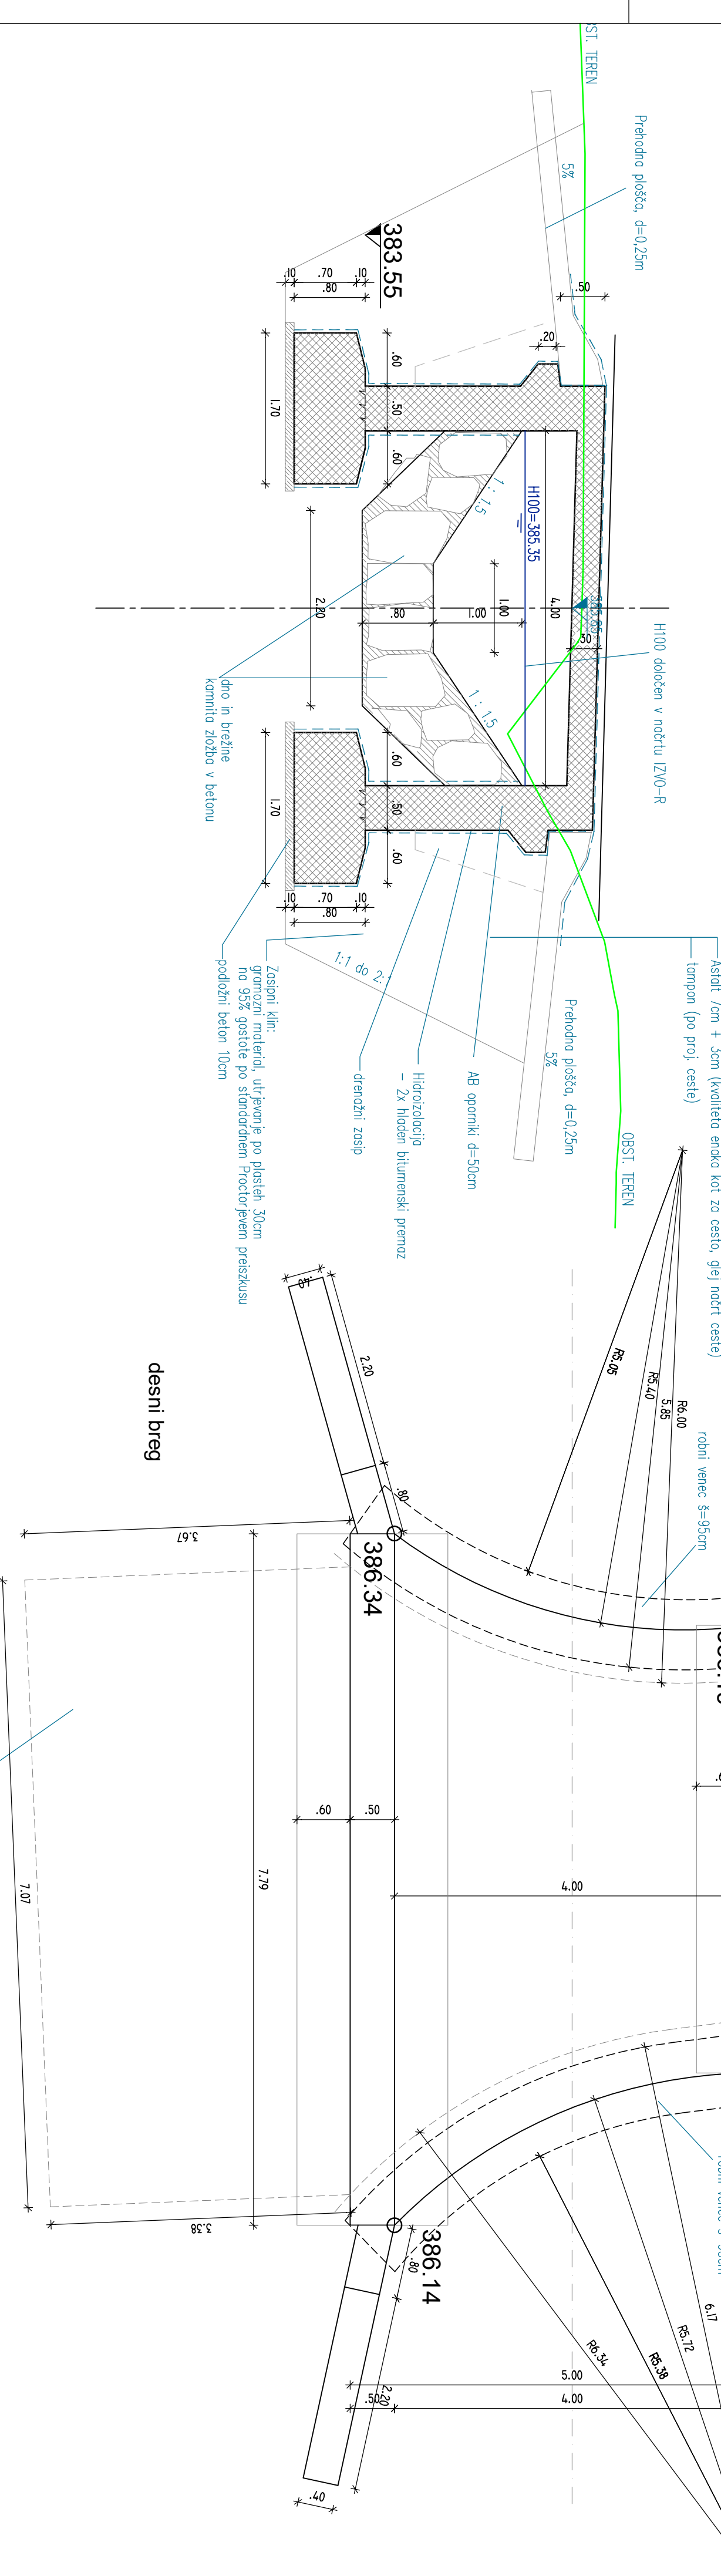 OBST. TEREN
Prehodna plošča, d=0,25m
5%
383.55
.10
.70
.10
.80
.50
.20
.60
.50
.60
1.70
1 : 1.5
H100=385.35
1.00
4.00
.30
2.20
.80
1.00
H100 določen v načrtu IZVO-R
dno in brežine
kamnita zložba v betonu
1 : 1.5
.60
.50
.60
1.70
.10
.70
.10
.80
Asfalt 7cm + 3cm (kvaliteta enaka kot za cesto, glej načrt ceste)
tampon (po proj. ceste)
Prehodna plošča, d=0,25m
5%
AB oporniki d=50cm
Hidroizolacija
- 2x hladen bitumenski premaz
drenažni zasip
1:1 do 2:1
Zasipni klin:
gramozni material, utrjevanje po plasteh 30cm
na 95% gostote po standardnem Proctorjevem preiszkusu
podložni beton 10cm
OBST. TEREN
desni breg
.40
2.20
.80
R5.05
R5.40
5.85
R6.00
robni venec š=95cm
386.34
3.67
.60
.50
7.79
7.07
4.00
3.38
386.14
.80
2.20
.40
.50
5.00
4.00
R6.34
R5.38
R5.72
6.17